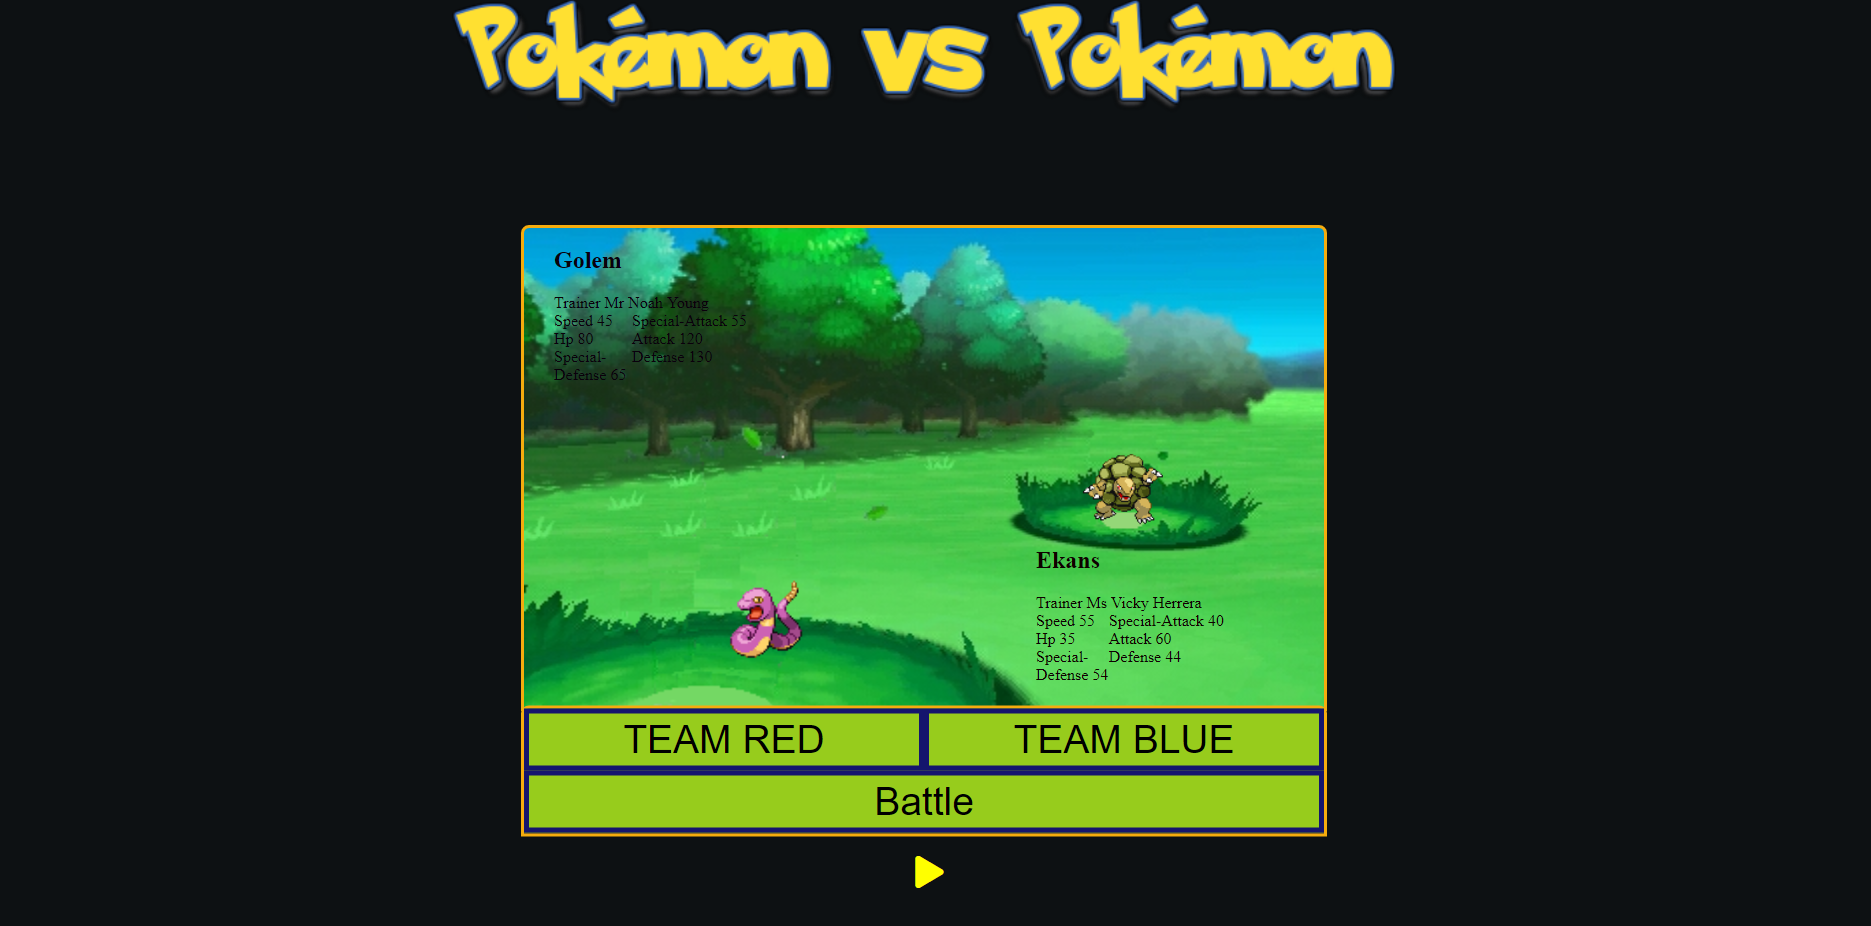 Pokémon vs Pokémon
Golem
Trainer Mr Noah Young
Speed 45 Special-Attack 55
Hp 80 Attack 120
Special- Defense 130
Defense 65
Ekans
Trainer Ms Vicky Herrera
Speed 55 Special-Attack 40
Hp 35 Attack 60
Special- Defense 44
Defense 54
TEAM RED TEAM BLUE
Battle